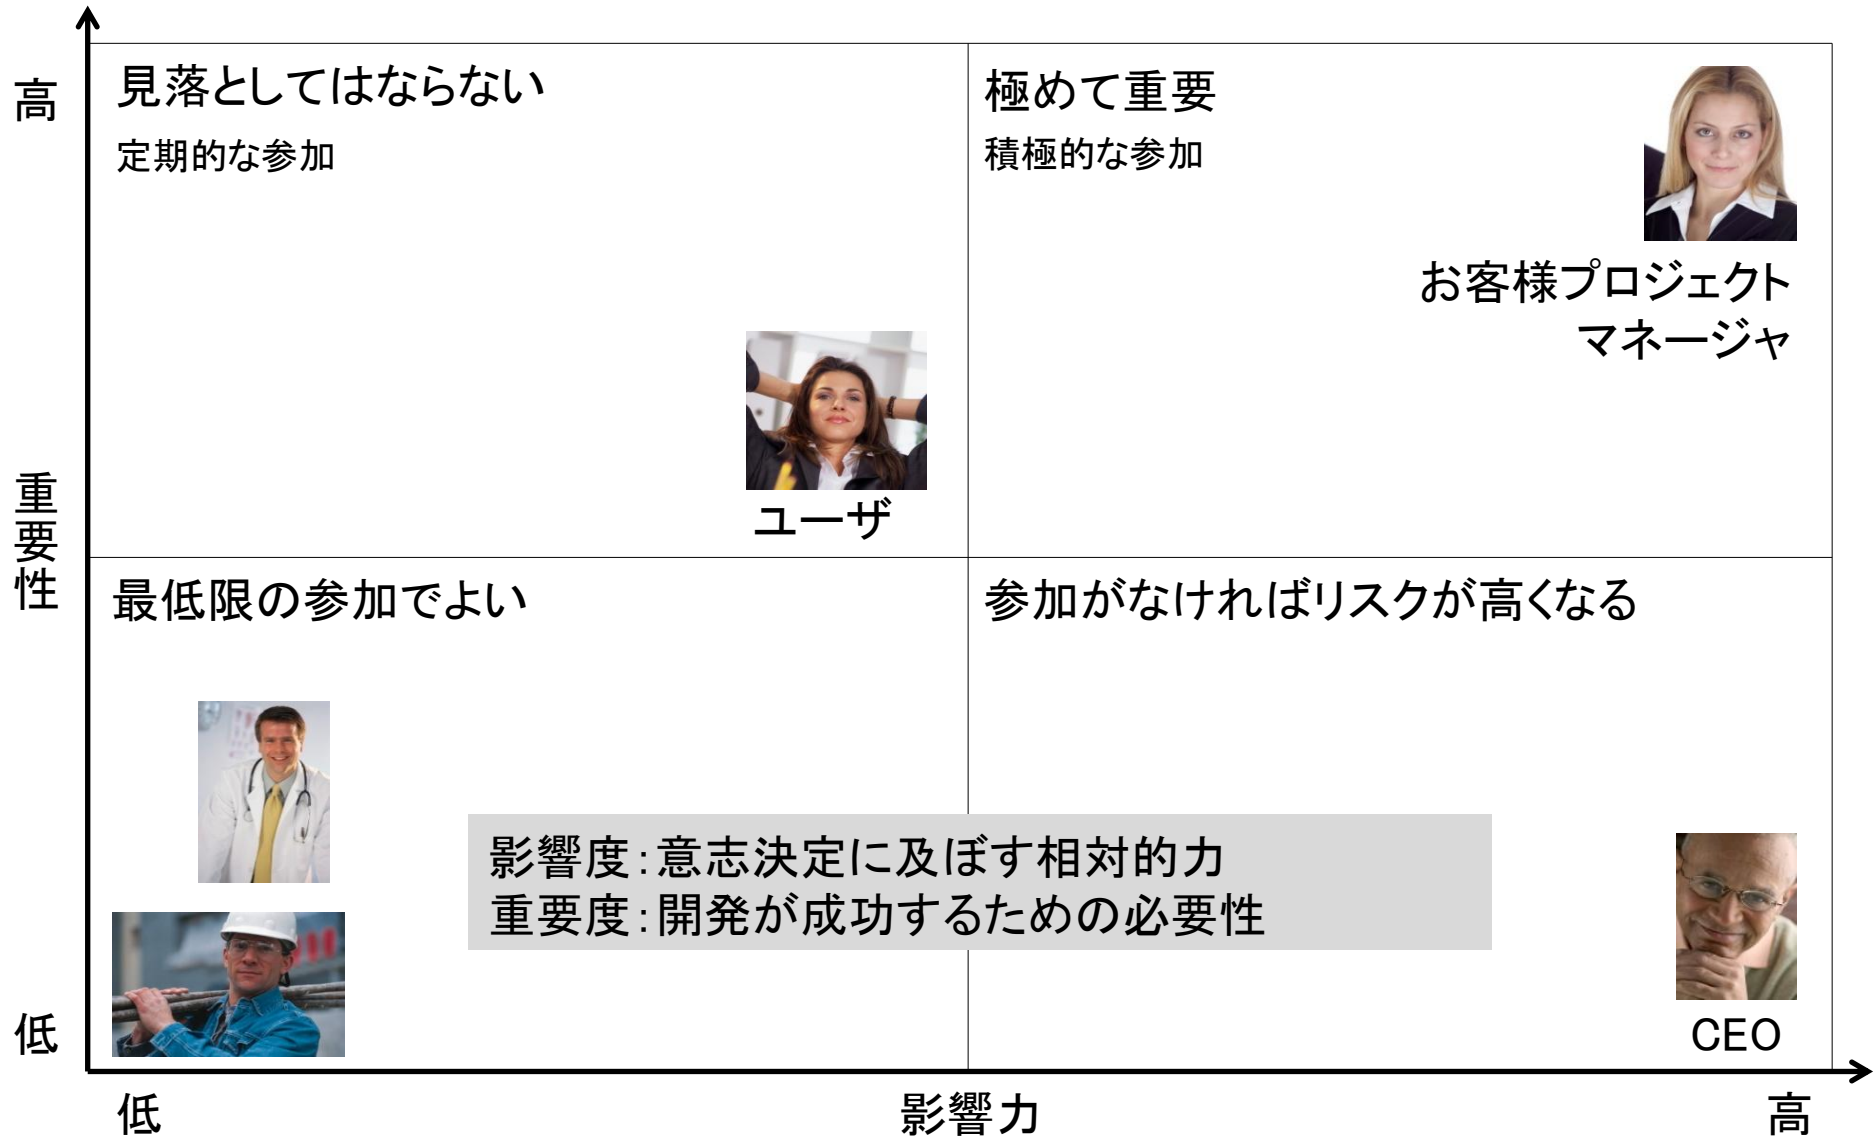 高
見落としてはならない
定期的な参加
極めて重要
積極的な参加
お客様プロジェクト
マネージャ
ユーザ
重要性
最低限の参加でよい
参加がなければリスクが高くなる
影響度：意志決定に及ぼす相対的力
重要度：開発が成功するための必要性
CEO
低
低
影響力
高